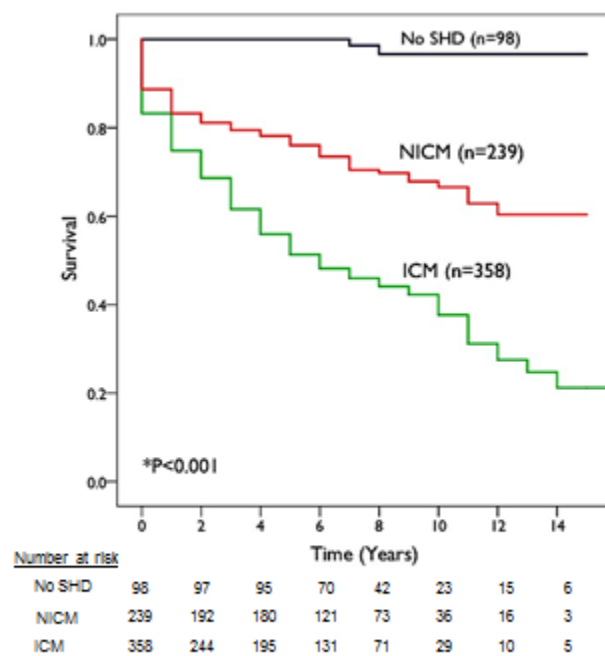 1.0
0.8
0.6
0.4
0.2
0.0
Survival
No SHD (n=98)
NICM (n=239)
ICM (n=358)
*P<0.001
0 2 4 6 8 10 12 14
Time (Years)
Number at risk
No SHD 98 97 95 70 42 23 15 6
NICM 239 192 180 121 73 36 16 3
ICM 358 244 195 131 71 29 10 5